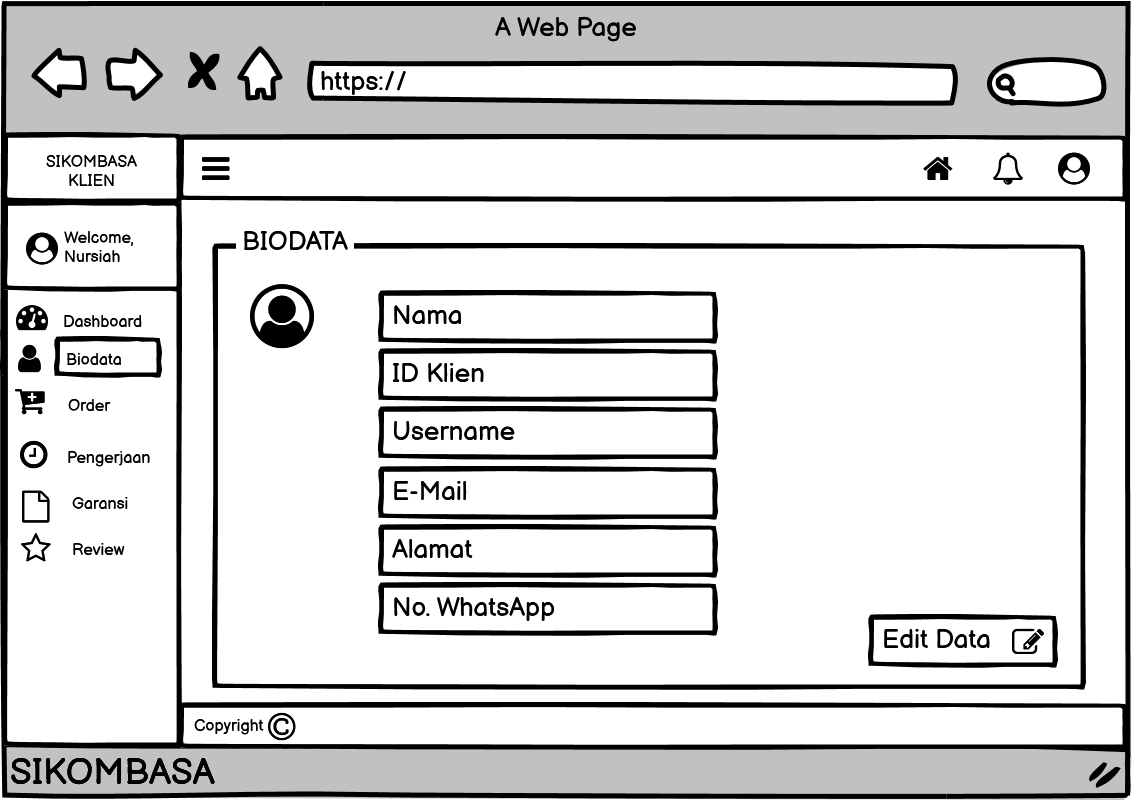 A Web Page
https://
SIKOMBASA
KLIEN
Welcome,
Nursiah
Dashboard
Biodata
Order
Pengerjaan
Garansi
Review
BIODATA
Nama
ID Klien
Username
E-Mail
Alamat
No. WhatsApp
Edit Data
Copyright ©
SIKOMBASA